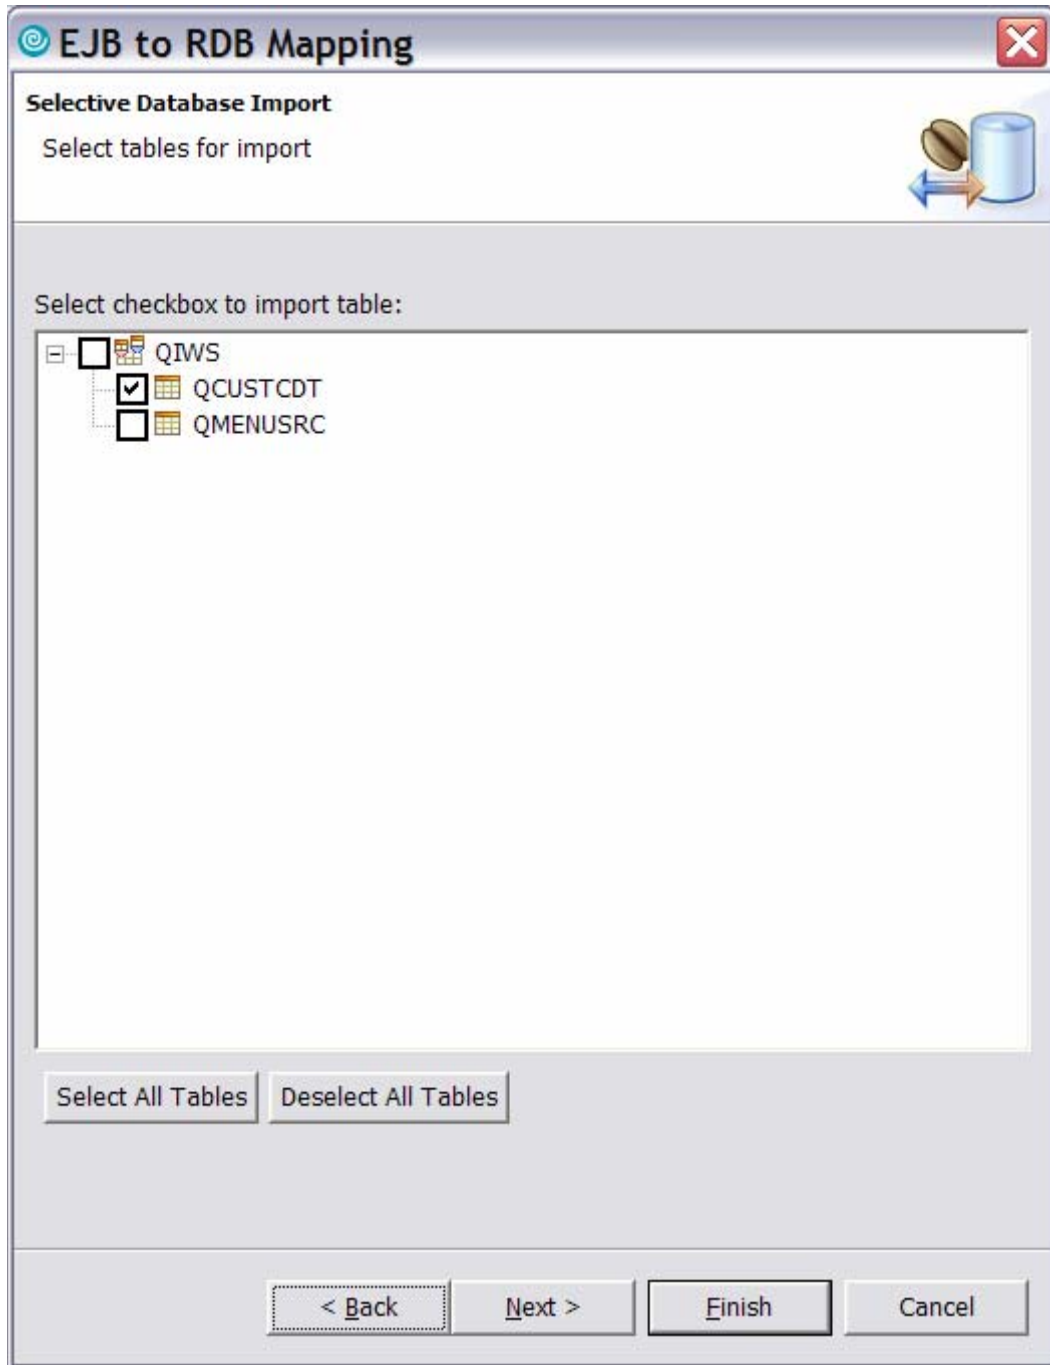 EJB to RDB Mapping
Selective Database Import
Select tables for import
Select checkbox to import table:
QIWS
QCUSTCDT
QMENUSRC
Select All Tables Deselect All Tables
< Back Next > Finish Cancel